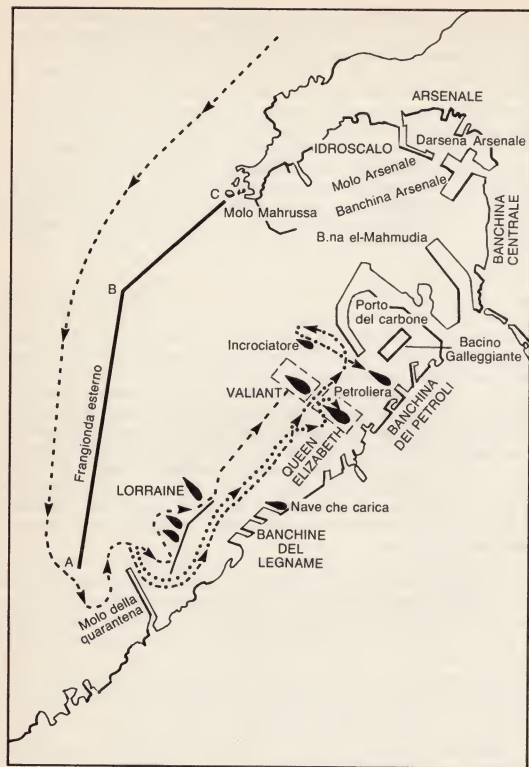 ARSENALE
Darsena Arsenale
IDROSCALO
Molo Arsenale
Banchina Arsenale
C
Molo Mahrussa
B.na el-Mahmudia
BANCHINA
CENTRALE
B
Porto
del carbone
Bacino
Galleggiante
Incrociatore
Frangionda esterno
VALIANT
Petroliera
BANCHINA
DEI PETROLI
QUEEN
ELIZABETH
LORRAINE
Nave che carica
BANCHINE
DEL
LEGNAME
A
Molo della
quarantena